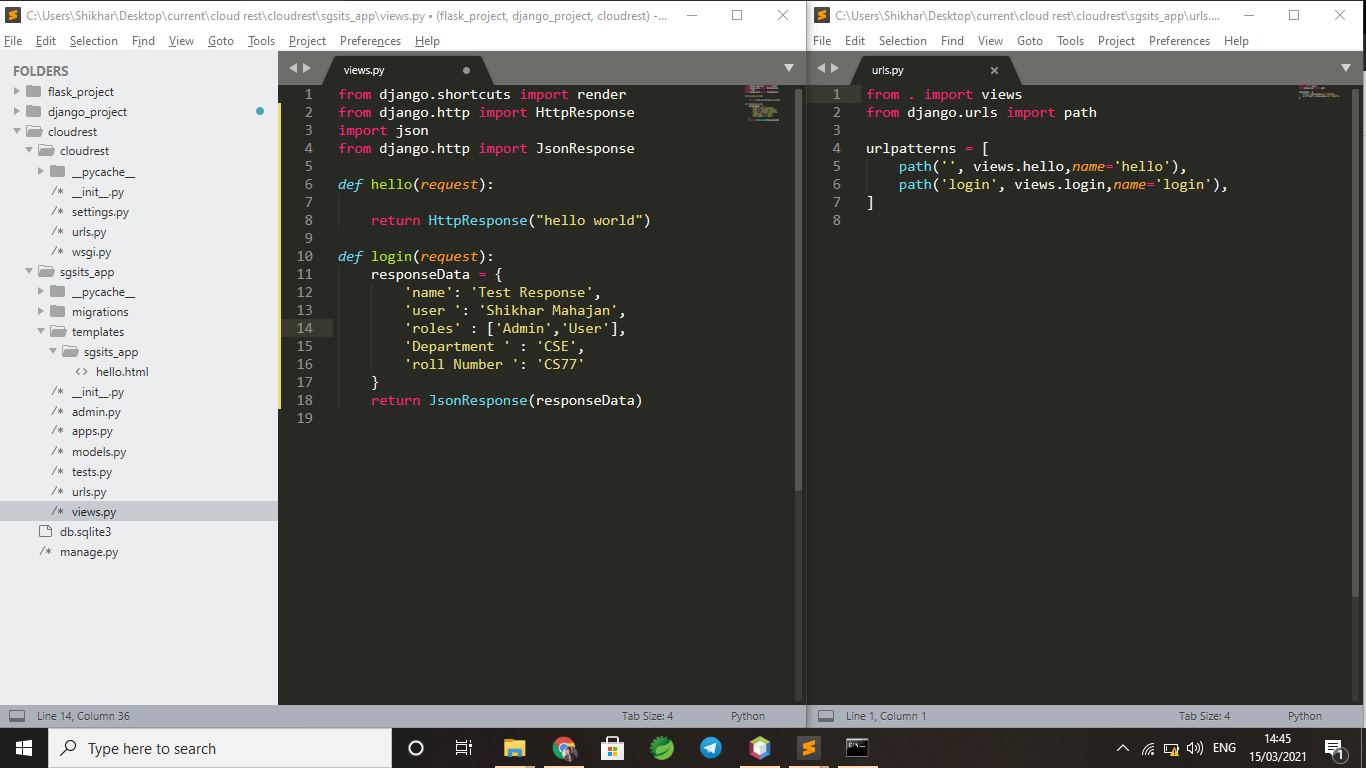 C:\Users\Shikhar\Desktop\current\cloud rest\cloudrest\sgsits_app\views.py • (flask_project, django_project, cloudrest) -...
File Edit Selection Find View Goto Tools Project Preferences Help
FOLDERS
flask_project
django_project
cloudrest
cloudrest
__pycache__
/* __init__.py
/* settings.py
/* urls.py
/* wsgi.py
sgsits_app
__pycache__
migrations
templates
sgsits_app
<> hello.html
/* __init__.py
/* admin.py
/* apps.py
/* models.py
/* tests.py
/* urls.py
/* views.py
db.sqlite3
/* manage.py
views.py
1 from django.shortcuts import render
2 from django.http import HttpResponse
3 import json
4 from django.http import JsonResponse
5
6 def hello(request):
7
8     return HttpResponse("hello world")
9
10 def login(request):
11     responseData = {
12         'name': 'Test Response',
13         'user ': 'Shikhar Mahajan',
14         'roles' : ['Admin','User'],
15         'Department ' : 'CSE',
16         'roll Number ': 'CS77'
17     }
18     return JsonResponse(responseData)
19
Line 14, Column 36
Tab Size: 4
Python
C:\Users\Shikhar\Desktop\current\cloud rest\cloudrest\sgsits_app\urls....
File Edit Selection Find View Goto Tools Project Preferences Help
urls.py
1 from . import views
2 from django.urls import path
3
4 urlpatterns = [
5     path('', views.hello,name='hello'),
6     path('login', views.login,name='login'),
7 ]
8
Line 1, Column 1
Tab Size: 4
Python
Type here to search
ENG
14:45
15/03/2021
1